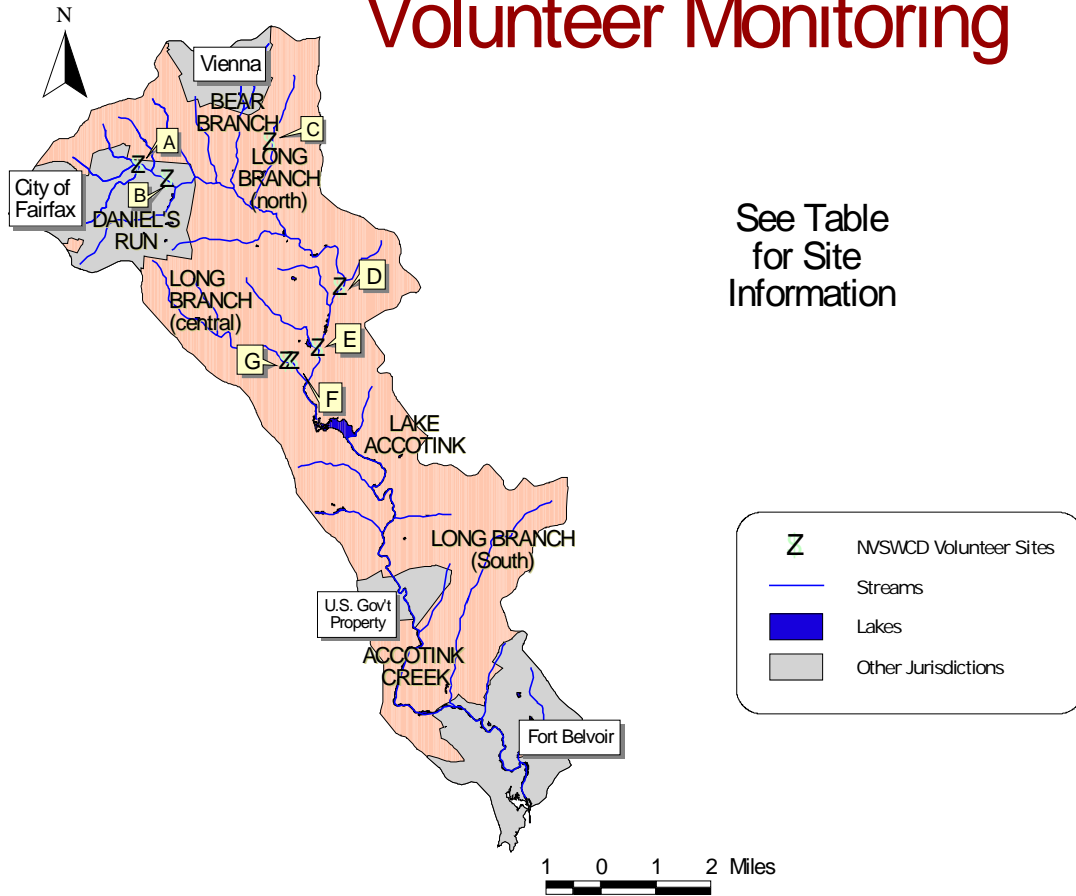 Volunteer Monitoring
N
Vienna
BEAR
BRANCH
C
A
Z
LONG
BRANCH
(north)
Z
Z
B
City of
Fairfax
DANIEL'S
RUN
See Table
for Site
Information
LONG
BRANCH
(central)
Z
D
Z
E
G
ZZ
F
LAKE
ACCOTINK
LONG BRANCH
(South)
U.S. Gov't
Property
ACCOTINK
CREEK
Fort Belvoir
Z NVSWCD Volunteer Sites
Streams
Lakes
Other Jurisdictions
1 0 1 2 Miles